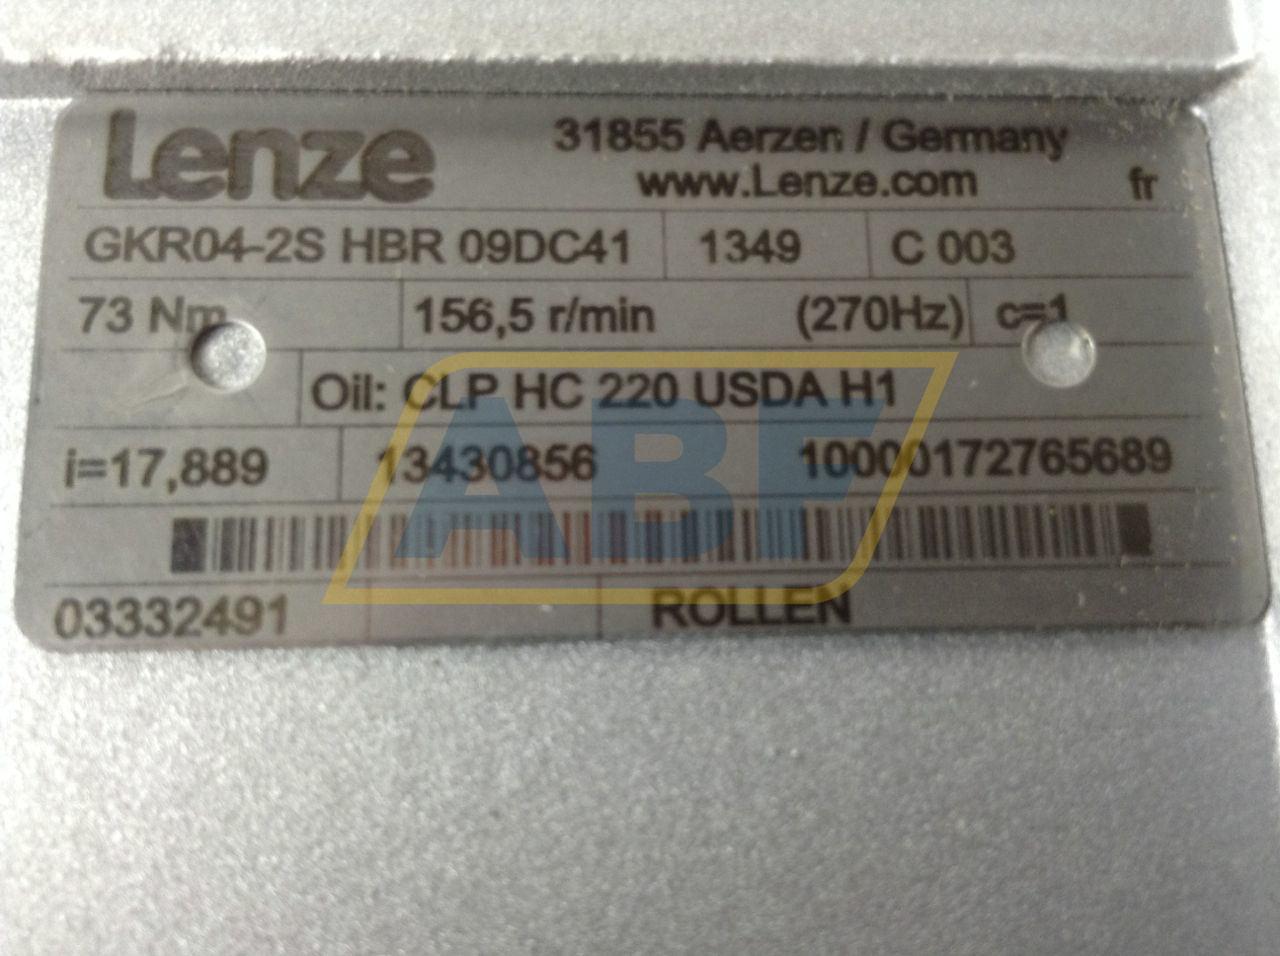 Lenze
31855 Aerzen / Germany
www.Lenze.com
fr
GKR04-2S HBR 09DC41 1349 C 003
73 Nm 156,5 r/min (270Hz) c=1
Oil: CLP HC 220 USDA H1
i=17,889 13430856 10000172765689
03332491 ROLLEN
ABF